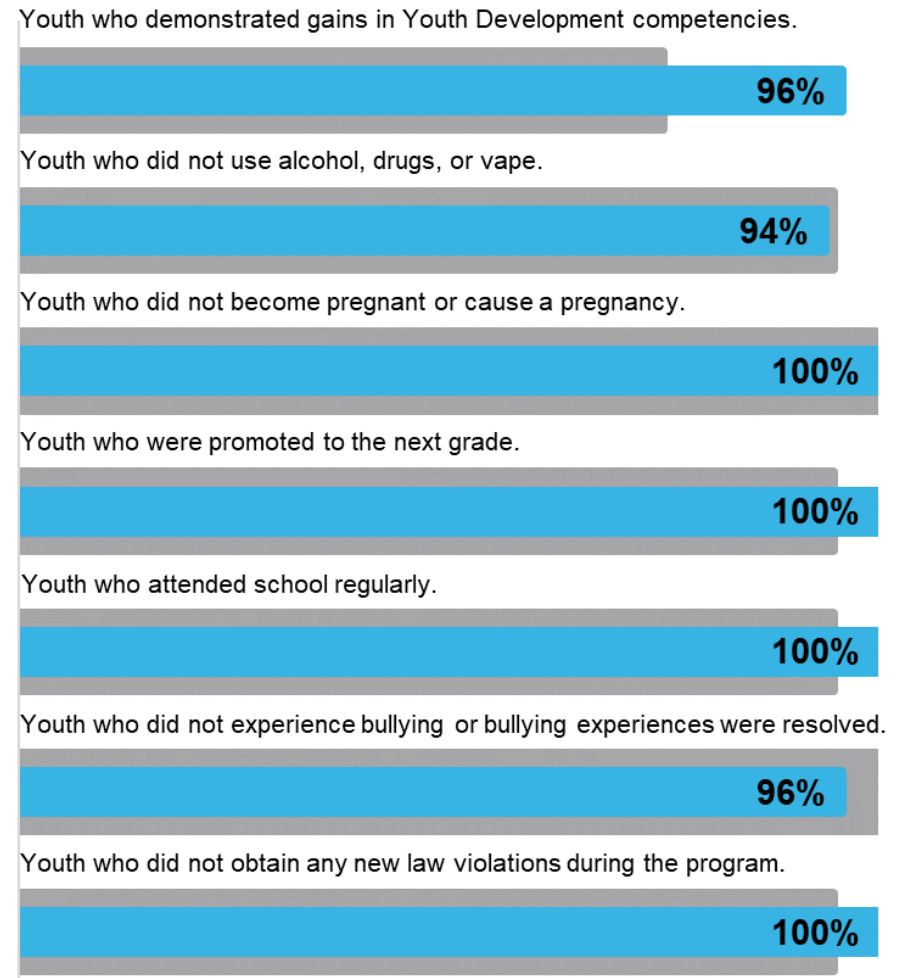 Youth who demonstrated gains in Youth Development competencies.
96%
Youth who did not use alcohol, drugs, or vape.
94%
Youth who did not become pregnant or cause a pregnancy.
100%
Youth who were promoted to the next grade.
100%
Youth who attended school regularly.
100%
Youth who did not experience bullying or bullying experiences were resolved.
96%
Youth who did not obtain any new law violations during the program.
100%